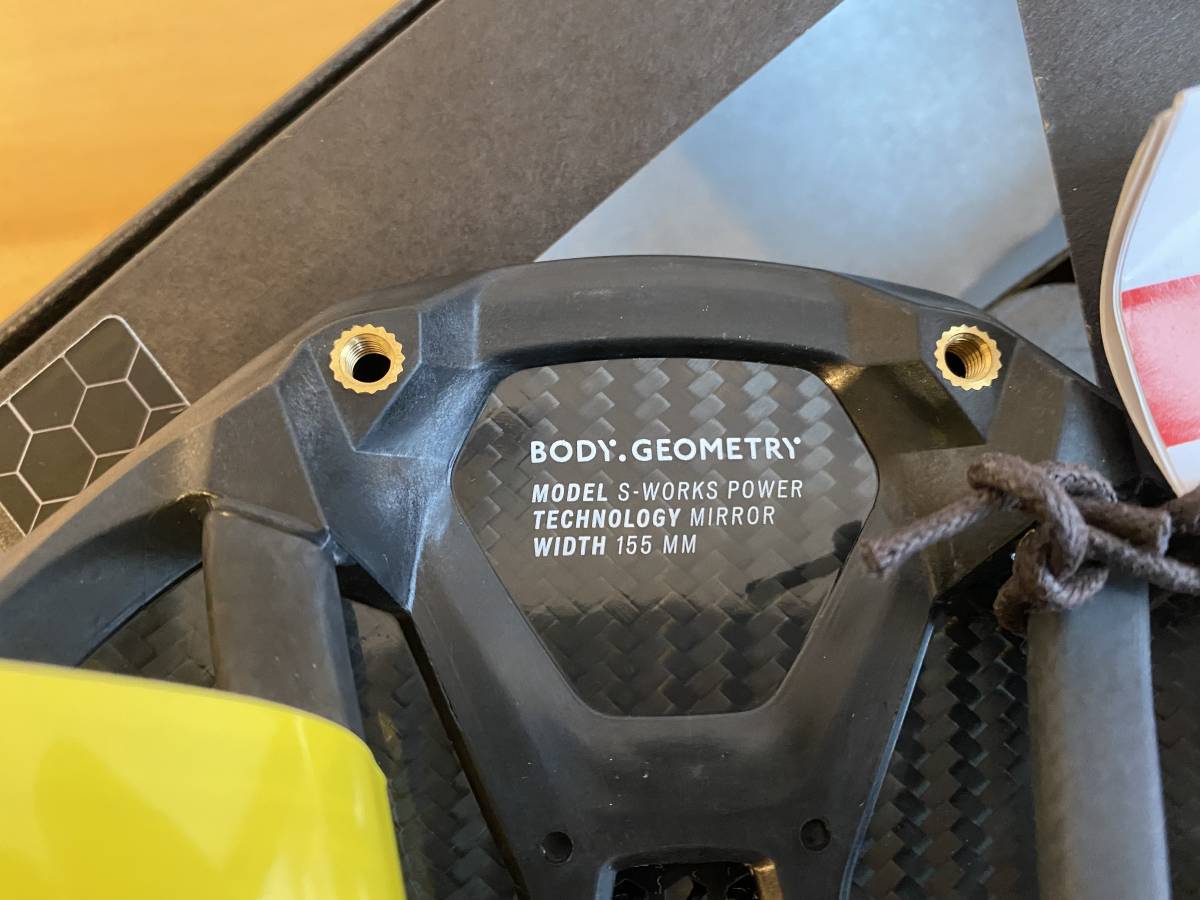 BODY.GEOMETRY
MODEL S-WORKS POWER
TECHNOLOGY MIRROR
WIDTH 155 MM